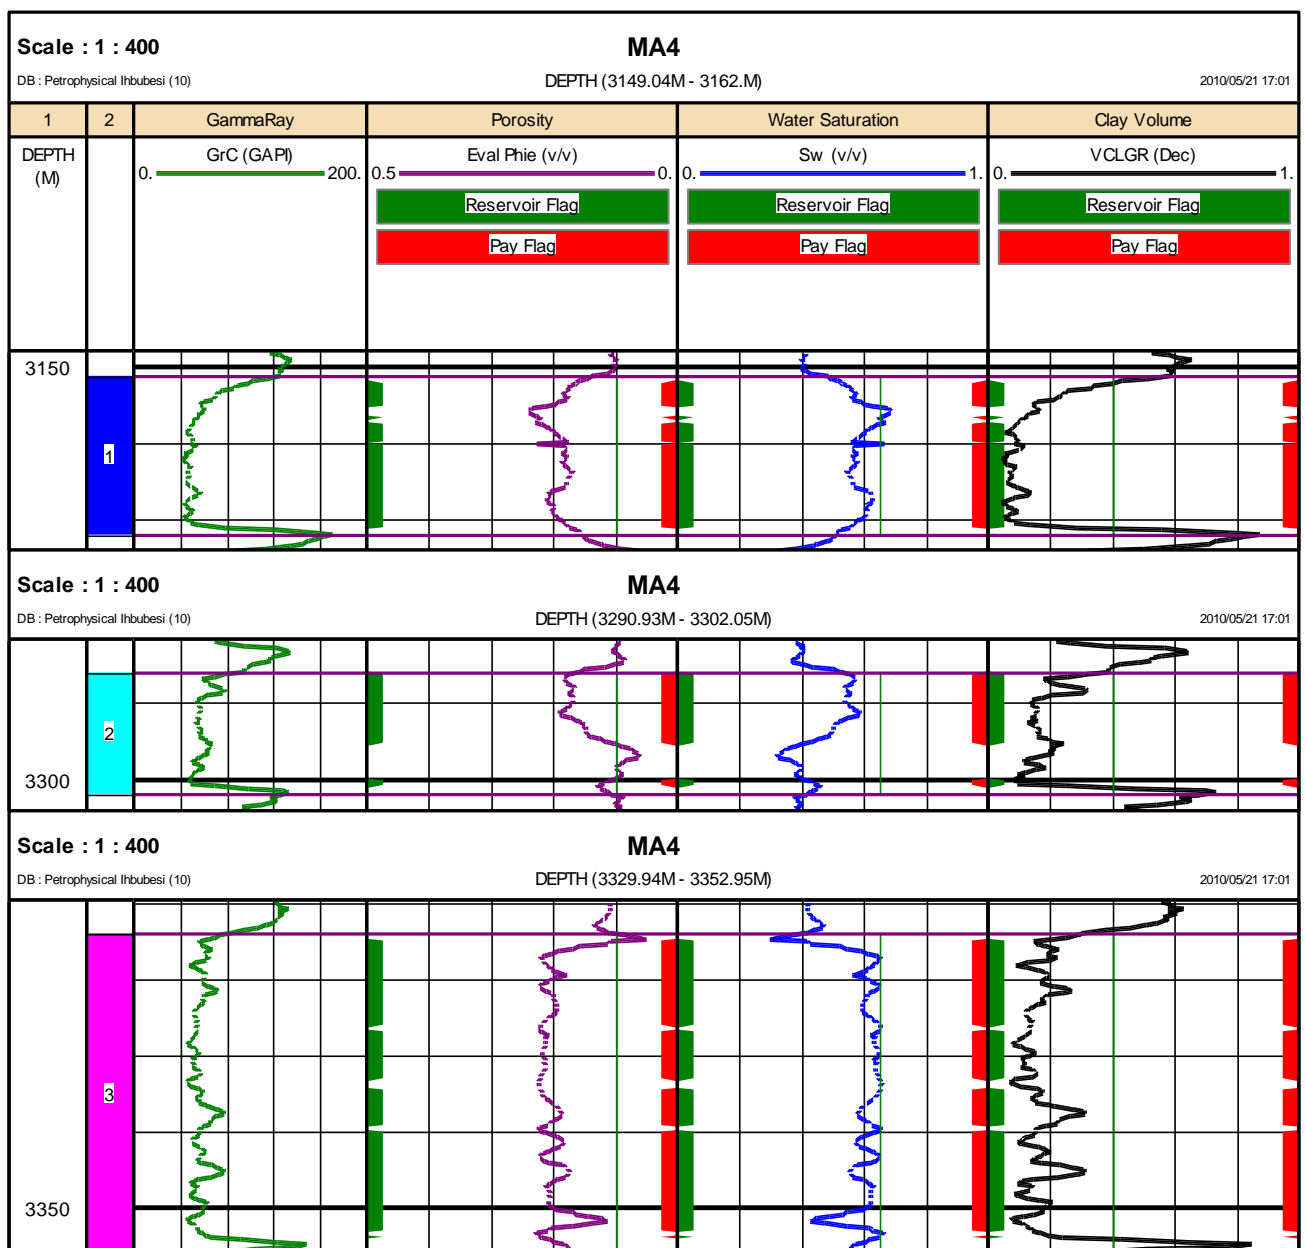 Scale : 1 : 400
MA4
DB : Petrophysical Ihbubesi (10)
DEPTH (3149.04M - 3162.M)
2010/05/21 17:01
1 2 GammaRay Porosity Water Saturation Clay Volume
DEPTH (M)
GrC (GAPI)
0. 200.
Eval Phie (v/v)
0.5 0.
Reservoir Flag
Pay Flag
Sw (v/v)
0. 1.
Reservoir Flag
Pay Flag
VCLGR (Dec)
0. 1.
Reservoir Flag
Pay Flag
3150
1
Scale : 1 : 400
MA4
DB : Petrophysical Ihbubesi (10)
DEPTH (3290.93M - 3302.05M)
2010/05/21 17:01
2
3300
Scale : 1 : 400
MA4
DB : Petrophysical Ihbubesi (10)
DEPTH (3329.94M - 3352.95M)
2010/05/21 17:01
3
3350